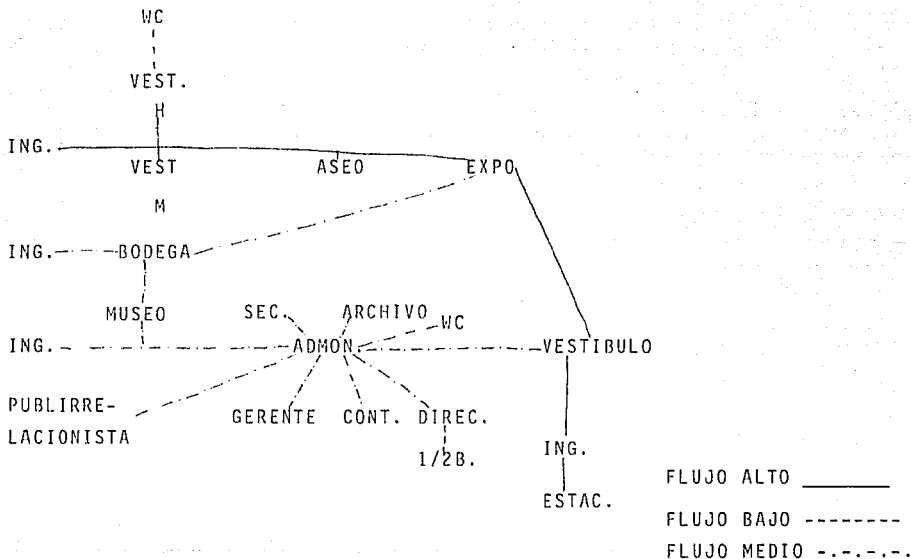 WC
VEST.
H
ING.
VEST ASEO EXPO
M
ING. BODEGA
MUSEO SEC. ARCHIVO WC
ING. ADMON. VESTIBULO
PUBLIRRE-
LACIONISTA
GERENTE CONT. DIREC.
1/2B.
ING.
ESTAC.
FLUJO ALTO
FLUJO BAJO
FLUJO MEDIO